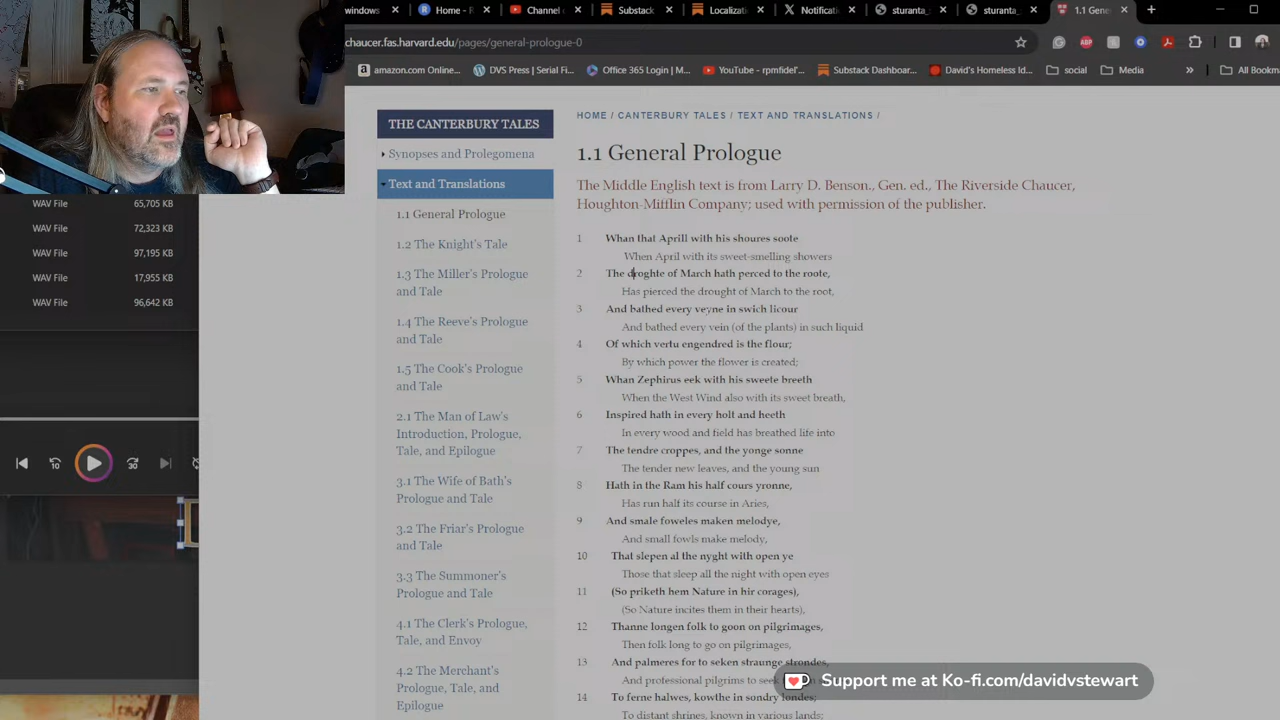 windows
Home - R
Channel
Substack
Localizat
Notificat
sturanta_
sturanta_
1.1 Gene
chaucer.fas.harvard.edu/pages/general-prologue-0
amazon.com Online...
DVS Press | Serial Fi...
Office 365 Login | M...
YouTube - rpmfidel'...
Substack Dashboar...
David's Homeless Id...
social
Media
»
All Bookm
THE CANTERBURY TALES
Synopses and Prolegomena
Text and Translations
1.1 General Prologue
1.2 The Knight's Tale
1.3 The Miller's Prologue
and Tale
1.4 The Reeve's Prologue
and Tale
1.5 The Cook's Prologue
and Tale
2.1 The Man of Law's
Introduction, Prologue,
Tale, and Epilogue
3.1 The Wife of Bath's
Prologue and Tale
3.2 The Friar's Prologue
and Tale
3.3 The Summoner's
Prologue and Tale
4.1 The Clerk's Prologue,
Tale, and Envoy
4.2 The Merchant's
Prologue, Tale, and
Epilogue
HOME / CANTERBURY TALES / TEXT AND TRANSLATIONS /
1.1 General Prologue
The Middle English text is from Larry D. Benson., Gen. ed., The Riverside Chaucer,
Houghton-Mifflin Company; used with permission of the publisher.
1 Whan that Aprill with his shoures soote
When April with its sweet-smelling showers
2 The droghte of March hath perced to the roote,
Has pierced the drought of March to the root,
3 And bathed every veyne in swich licour
And bathed every vein (of the plants) in such liquid
4 Of which vertu engendred is the flour;
By which power the flower is created;
5 Whan Zephirus eek with his sweete breeth
When the West Wind also with its sweet breath,
6 Inspired hath in every holt and heeth
In every wood and field has breathed life into
7 The tendre croppes, and the yonge sonne
The tender new leaves, and the young sun
8 Hath in the Ram his half cours yronne,
Has run half its course in Aries,
9 And smale foweles maken melodye,
And small fowls make melody,
10 That slepen al the nyght with open ye
Those that sleep all the night with open eyes
11 (So priketh hem Nature in hir corages),
(So Nature incites them in their hearts),
12 Thanne longen folk to goon on pilgrimages,
Then folk long to go on pilgrimages,
13 And palmeres for to seken straunge strondes,
And professional pilgrims to seek
14 To ferne halwes, kowthe in sondry londes;
To distant shrines, known in various lands;
WAV File 65,705 KB
WAV File 72,323 KB
WAV File 97,195 KB
WAV File 17,955 KB
WAV File 96,642 KB
10
30
Support me at Ko-fi.com/davidvstewart